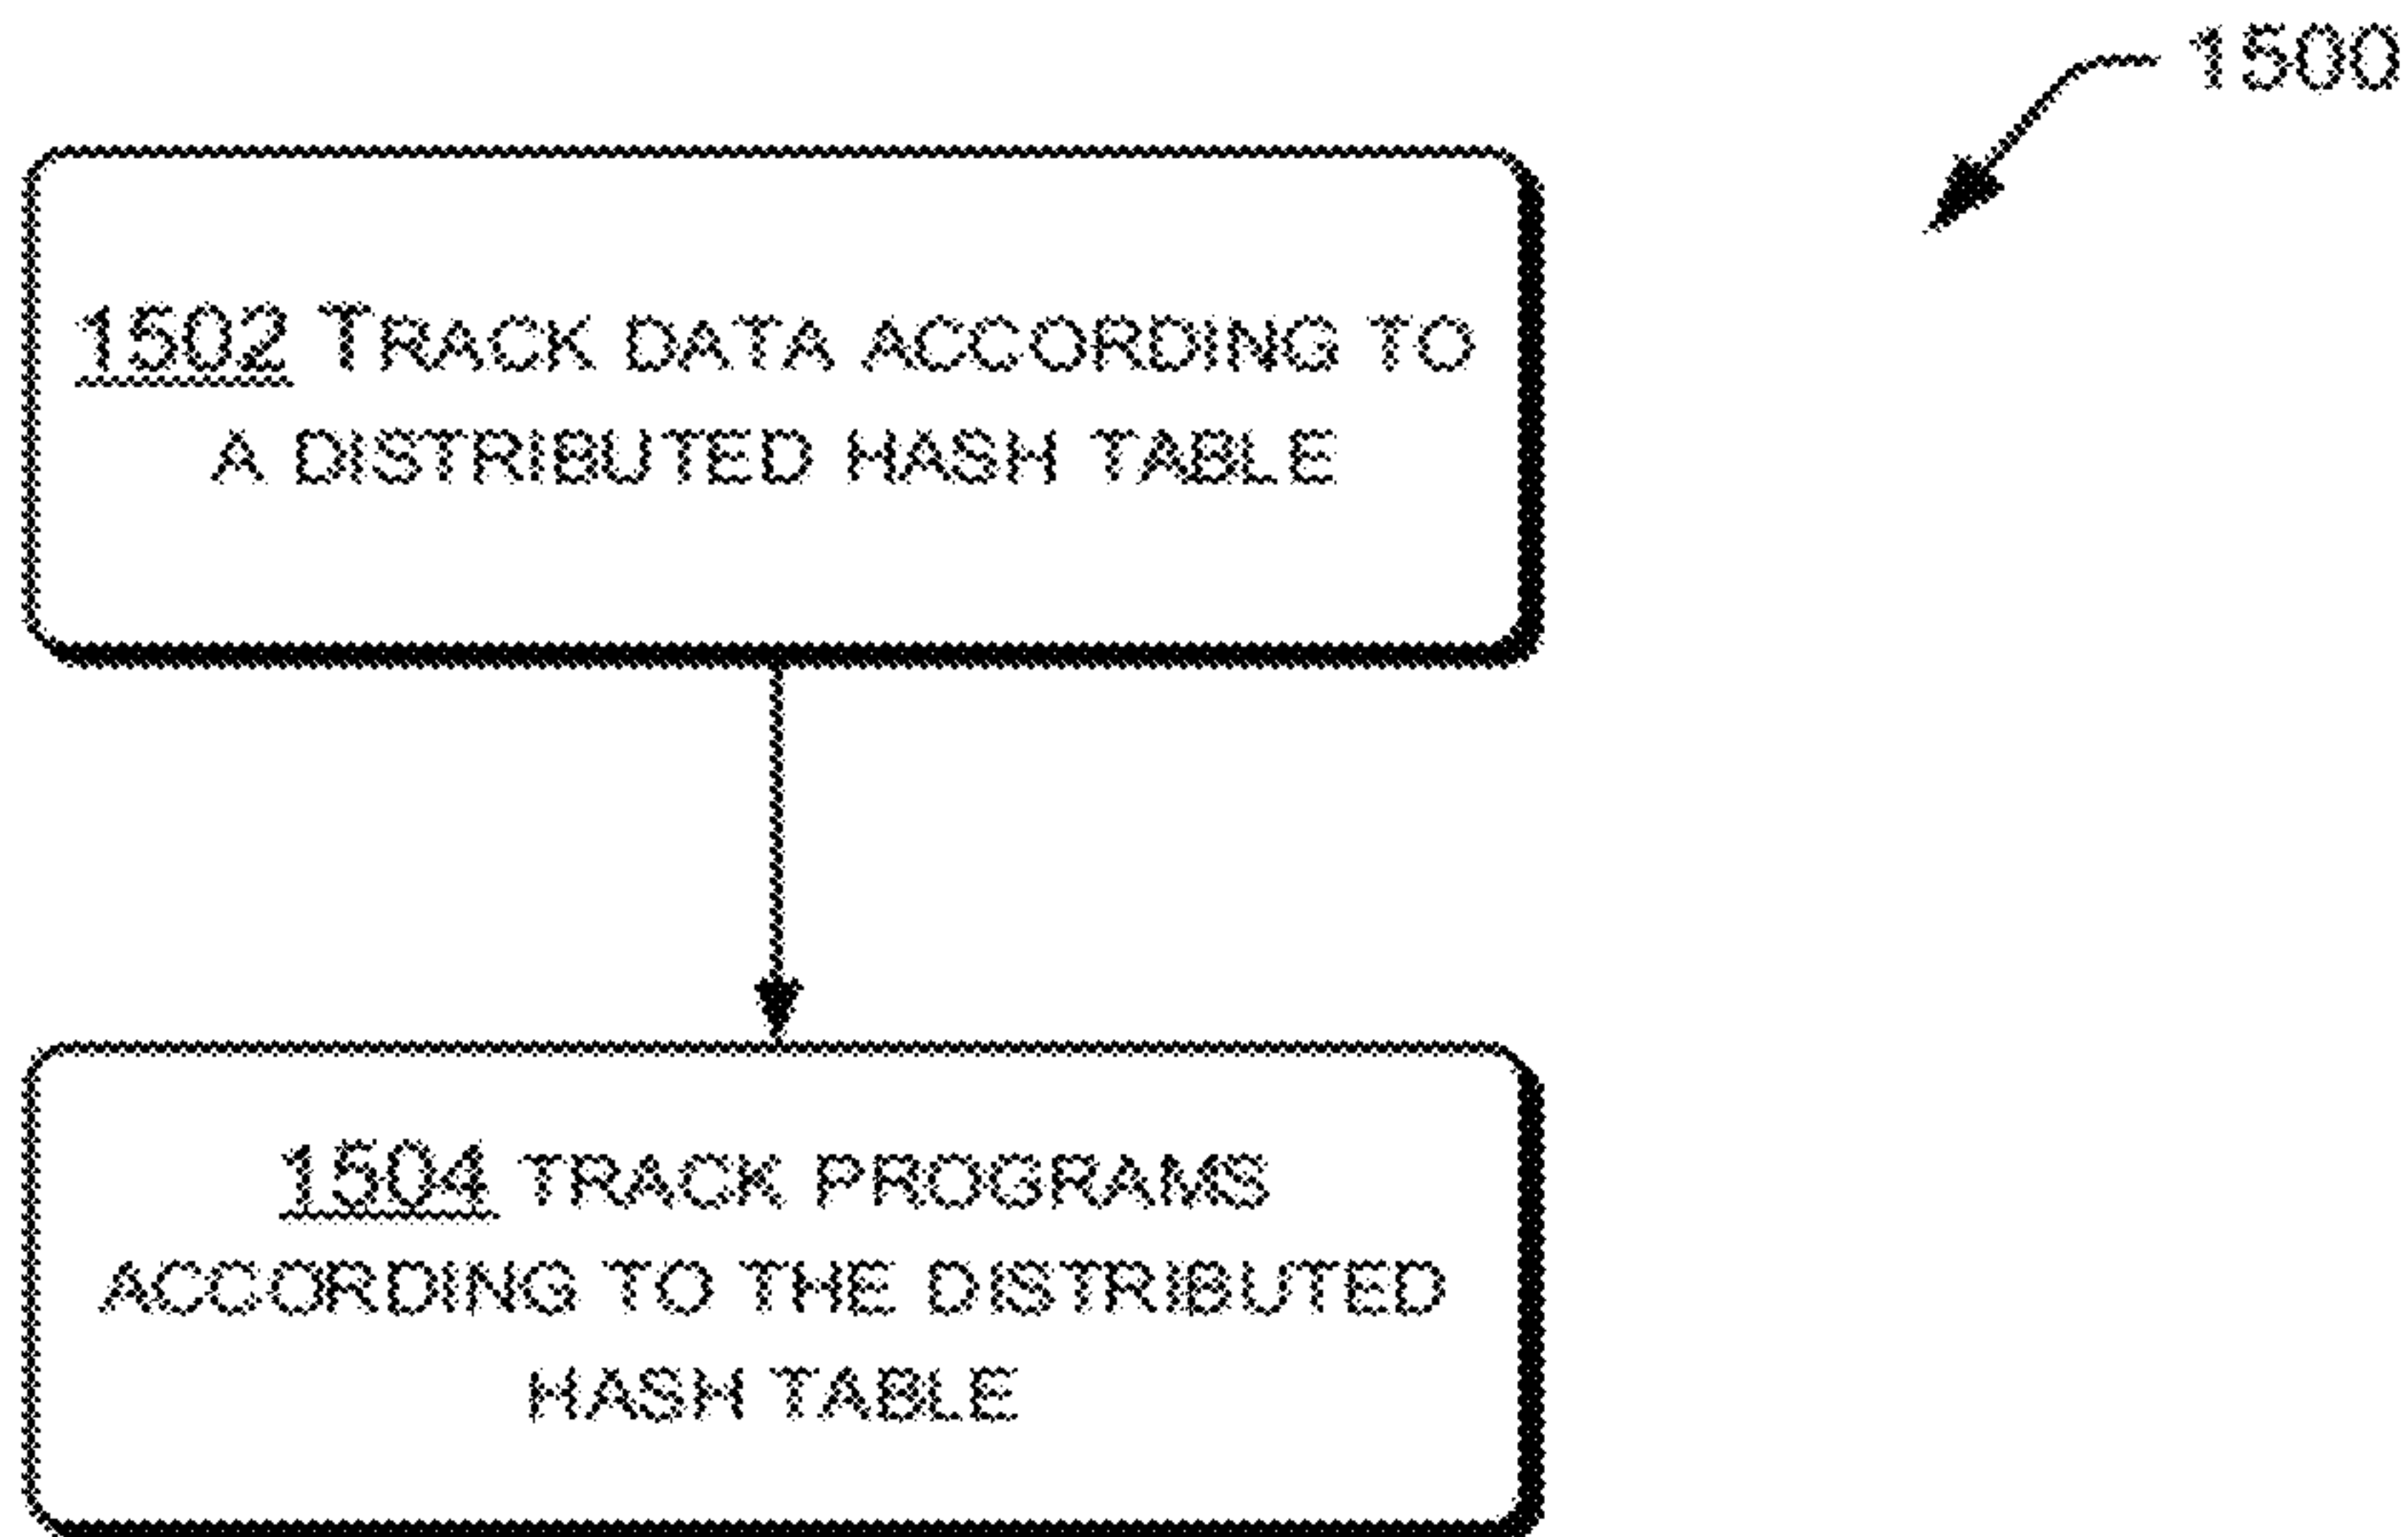 1500
1502 TRACK DATA ACCORDING TO
A DISTRIBUTED HASH TABLE
1504 TRACK PROGRAMS
ACCORDING TO THE DISTRIBUTED
HASH TABLE